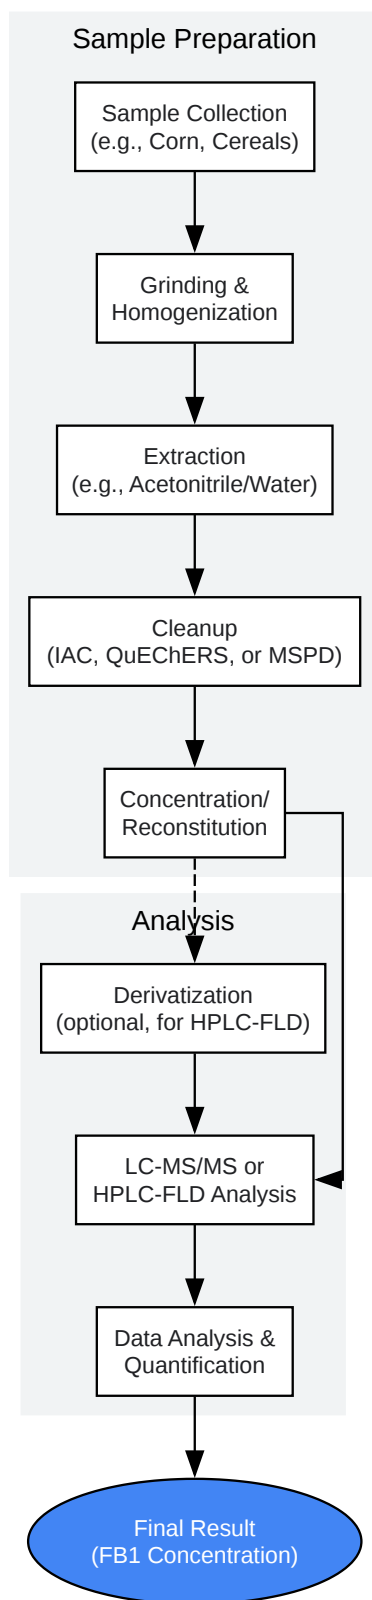 Sample Preparation
Sample Collection
(e.g., Corn, Cereals)
Grinding &
Homogenization
Extraction
(e.g., Acetonitrile/Water)
Cleanup
(IAC, QuEChERS, or MSPD)
Concentration/
Reconstitution
Analysis
Derivatization
(optional, for HPLC-FLD)
LC-MS/MS or
HPLC-FLD Analysis
Data Analysis &
Quantification
Final Result
(FB1 Concentration)